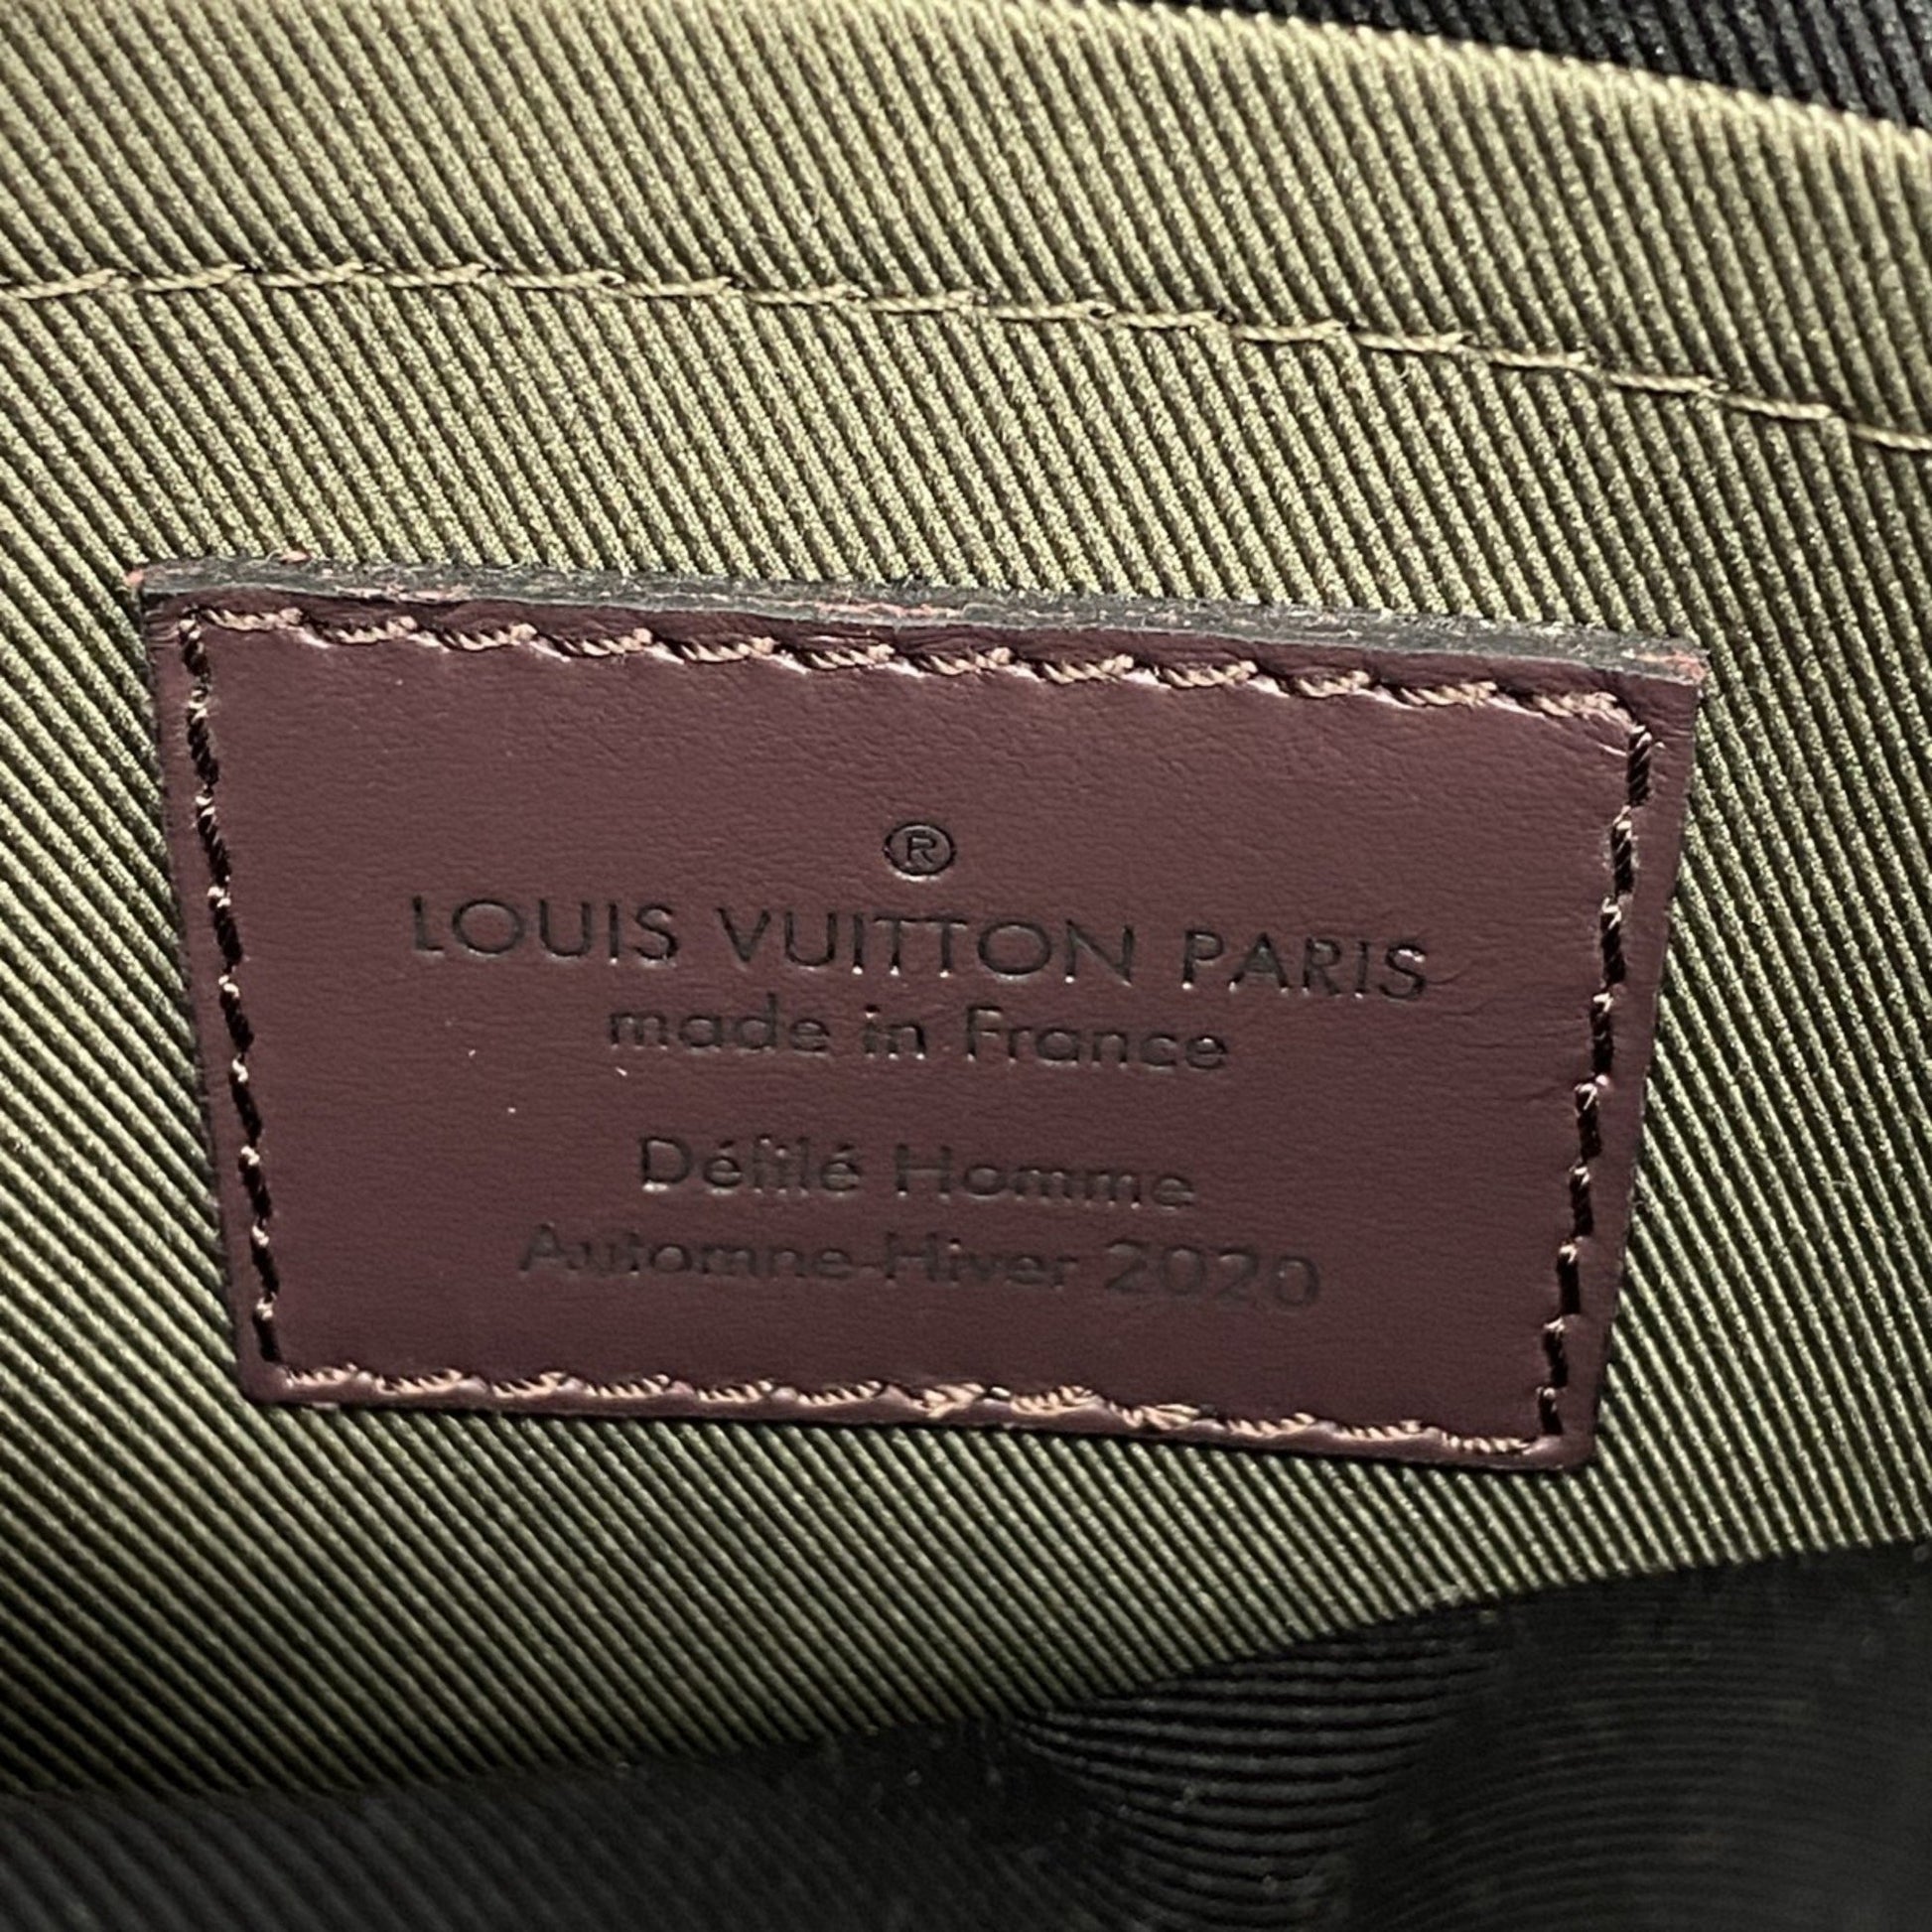 ®
LOUIS VUITTON PARIS
made in France
Défilé Homme
Automne-Hiver 2020